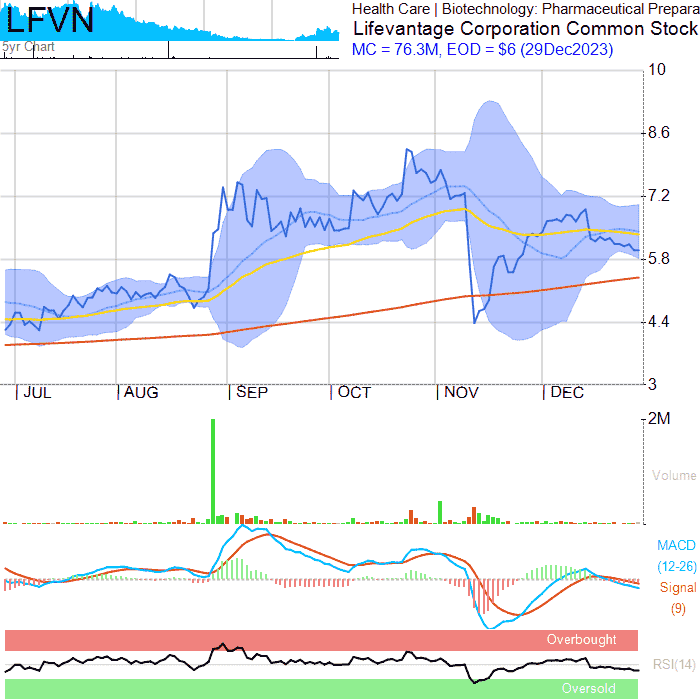 LFVN
5yr Chart
Health Care | Biotechnology: Pharmaceutical Prepara
Lifevantage Corporation Common Stock
MC = 76.3M, EOD = $6 (29Dec2023)
10
8.6
7.2
5.8
4.4
3
JUL AUG SEP OCT NOV DEC
2M
Volume
MACD
(12-26)
Signal
(9)
Overbought
RSI(14)
Oversold